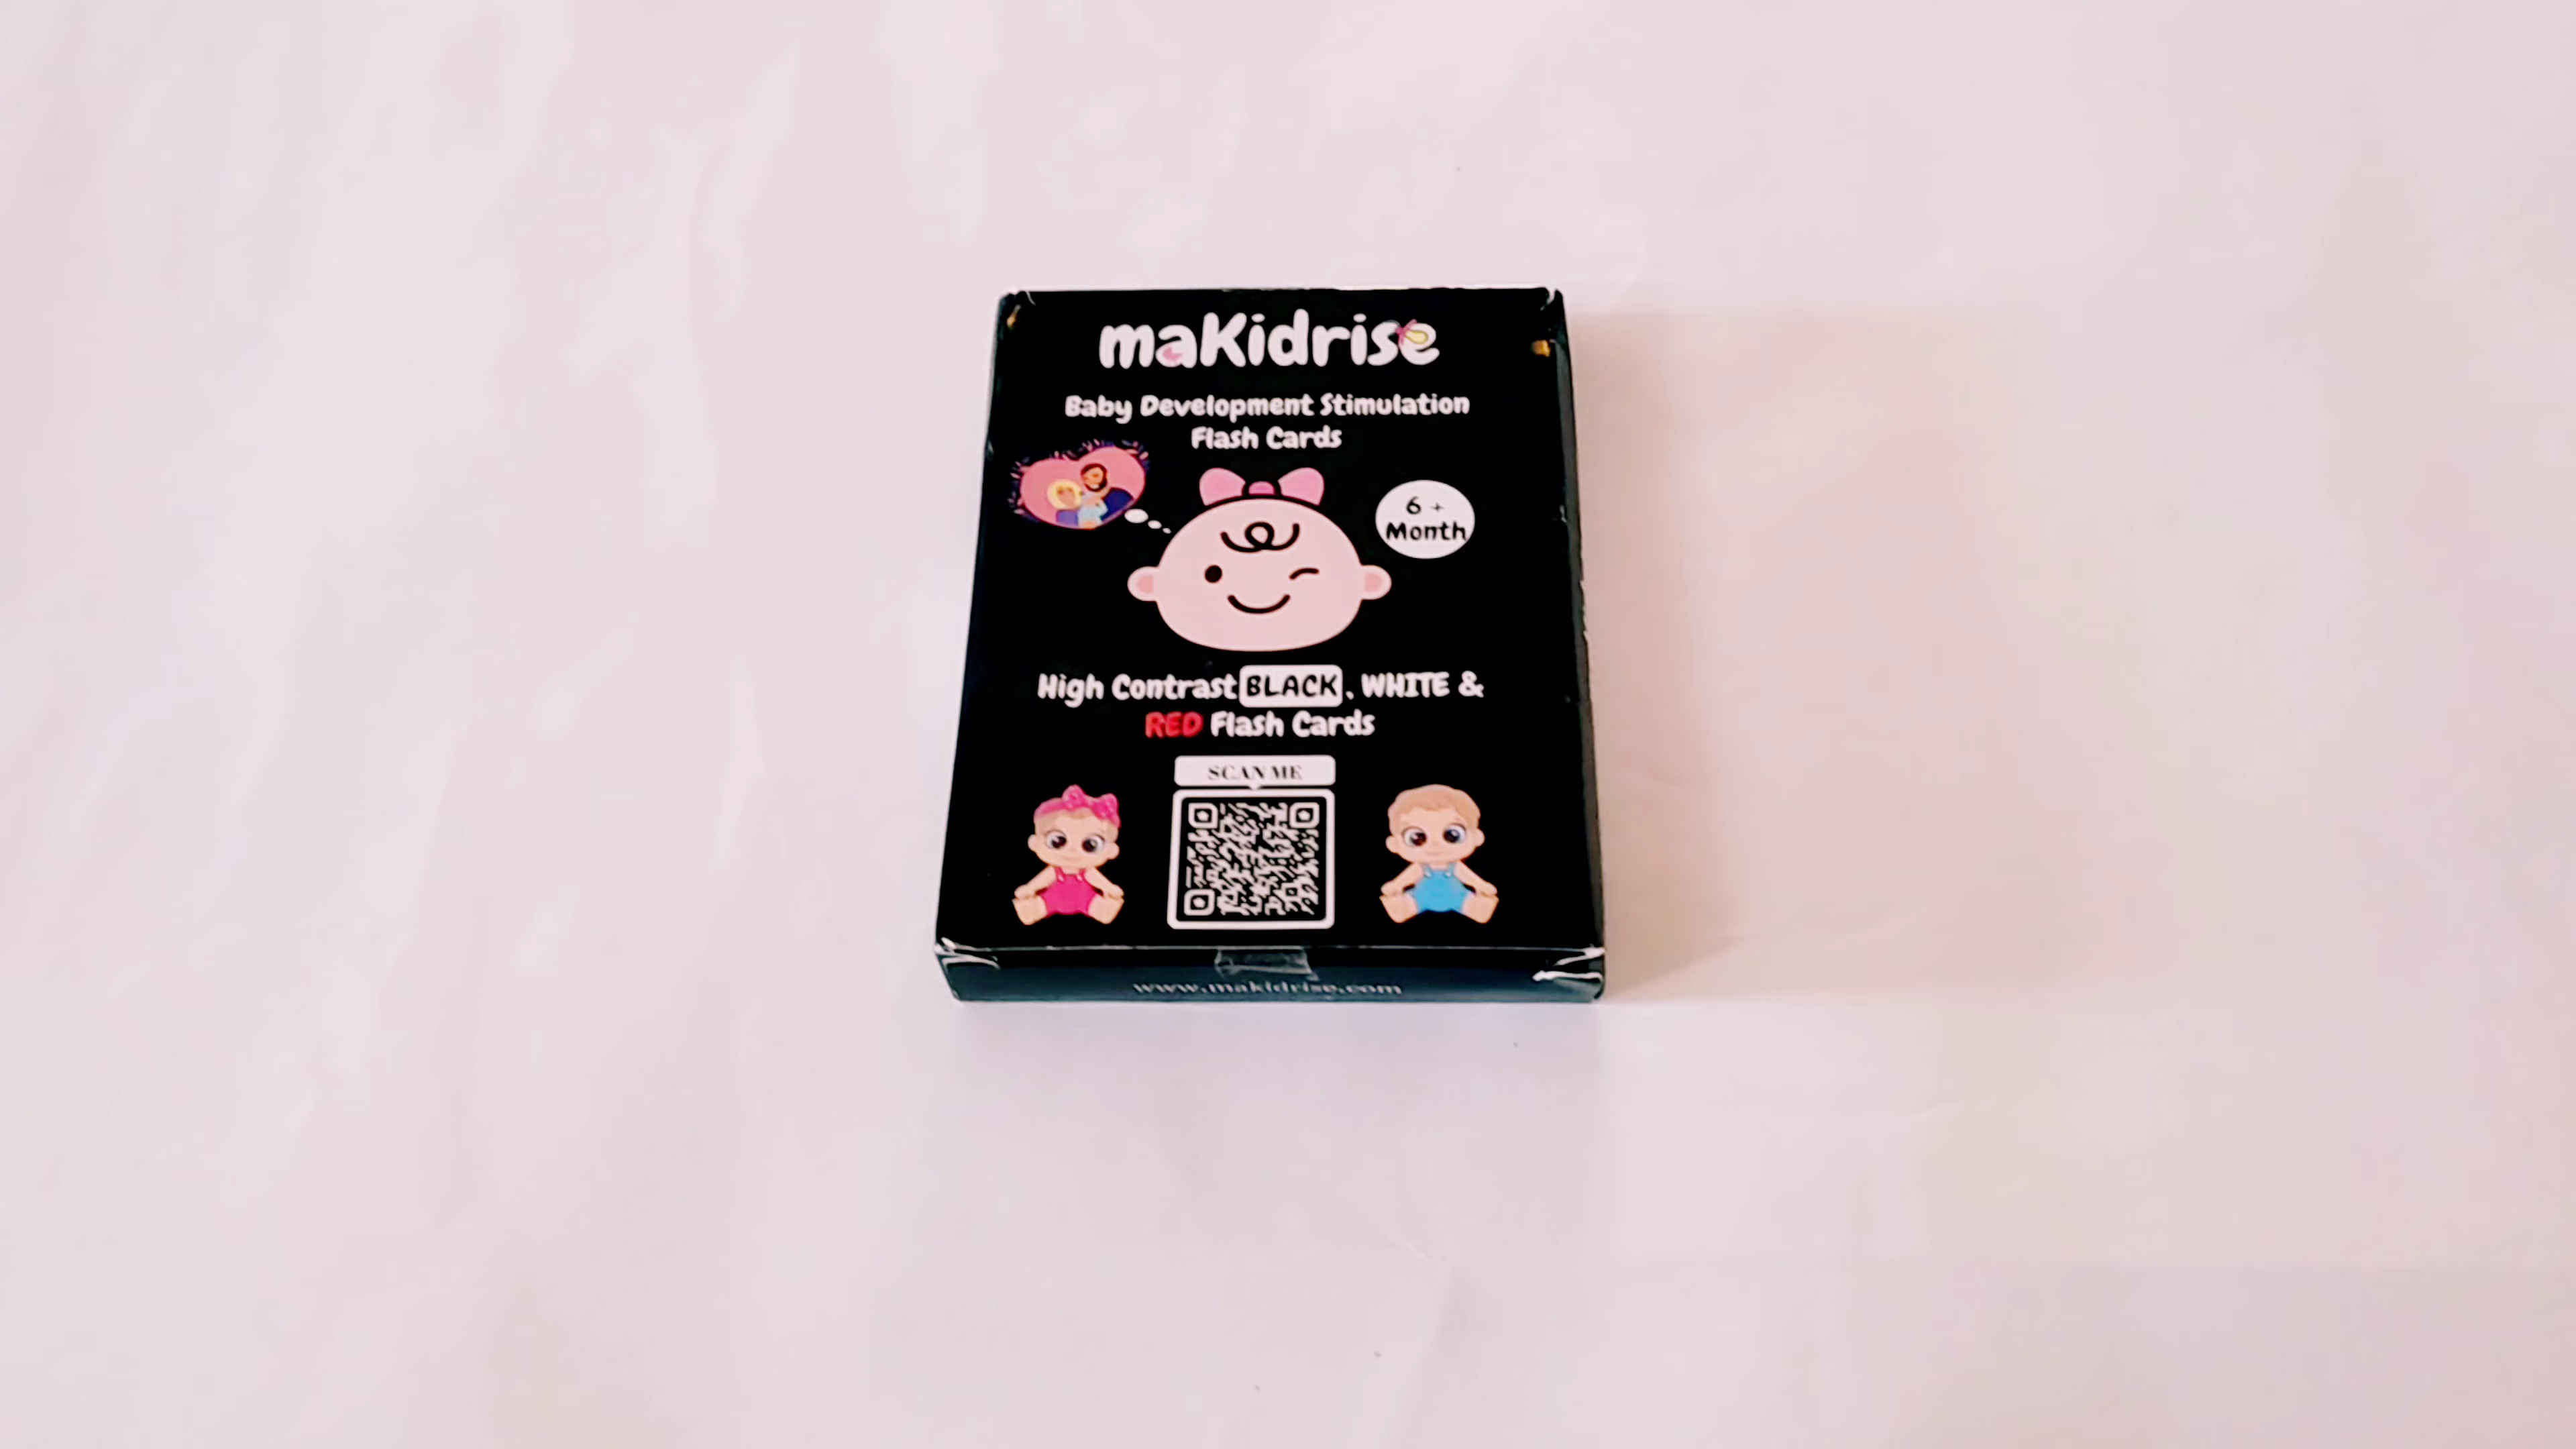 maKidrise
Baby Development Stimulation
Flash Cards
6 +
Month
High Contrast BLACK, WHITE &
RED Flash Cards
SCAN ME
www.makidrise.com